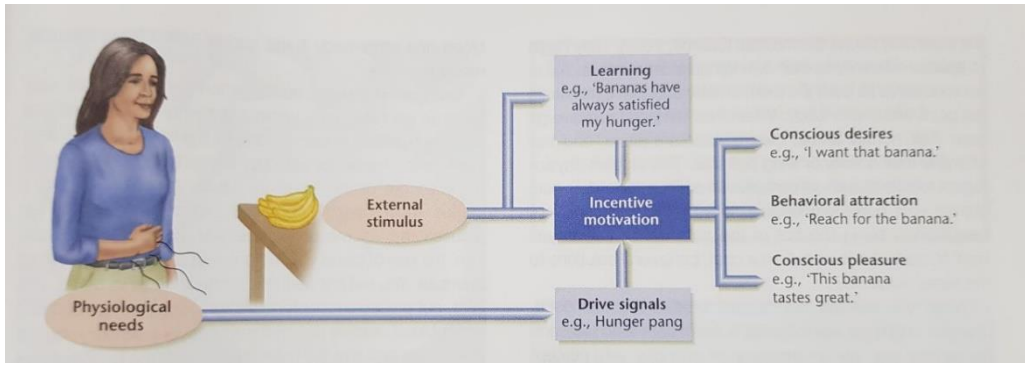 Learning
e.g., 'Bananas have
always satisfied
my hunger.'
Conscious desires
e.g., 'I want that banana.'
External
stimulus
Incentive
motivation
Behavioral attraction
e.g., 'Reach for the banana.'
Conscious pleasure
e.g., 'This banana
tastes great.'
Physiological
needs
Drive signals
e.g., Hunger pang